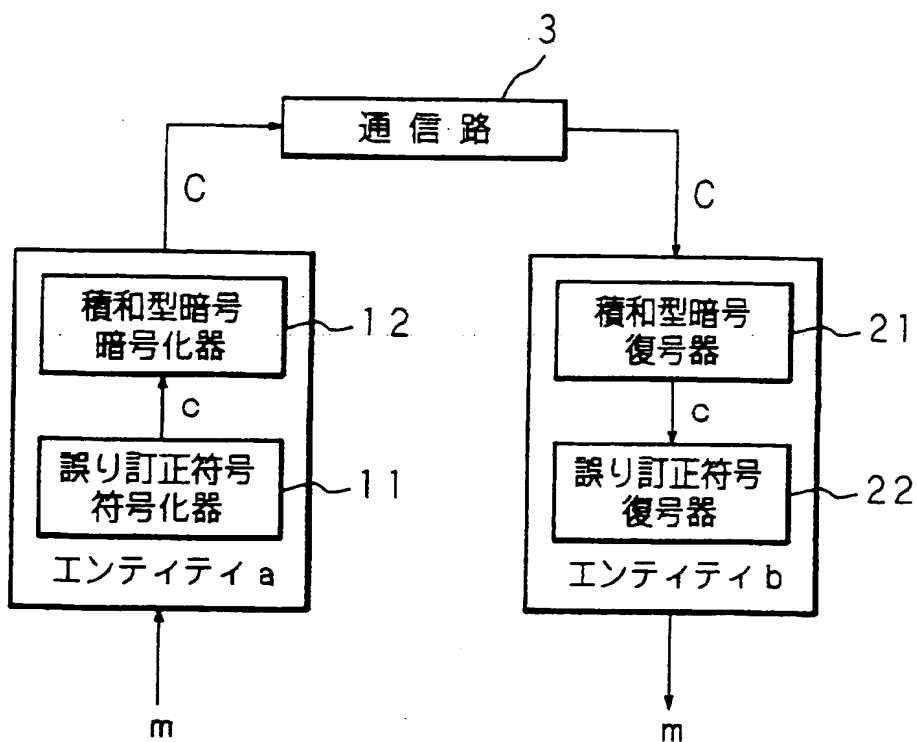 3
通信路
C
C
積和型暗号
暗号化器
12
c
誤り訂正符号
符号化器
11
エンティティa
m
積和型暗号
復号器
21
c
誤り訂正符号
復号器
22
エンティティb
m